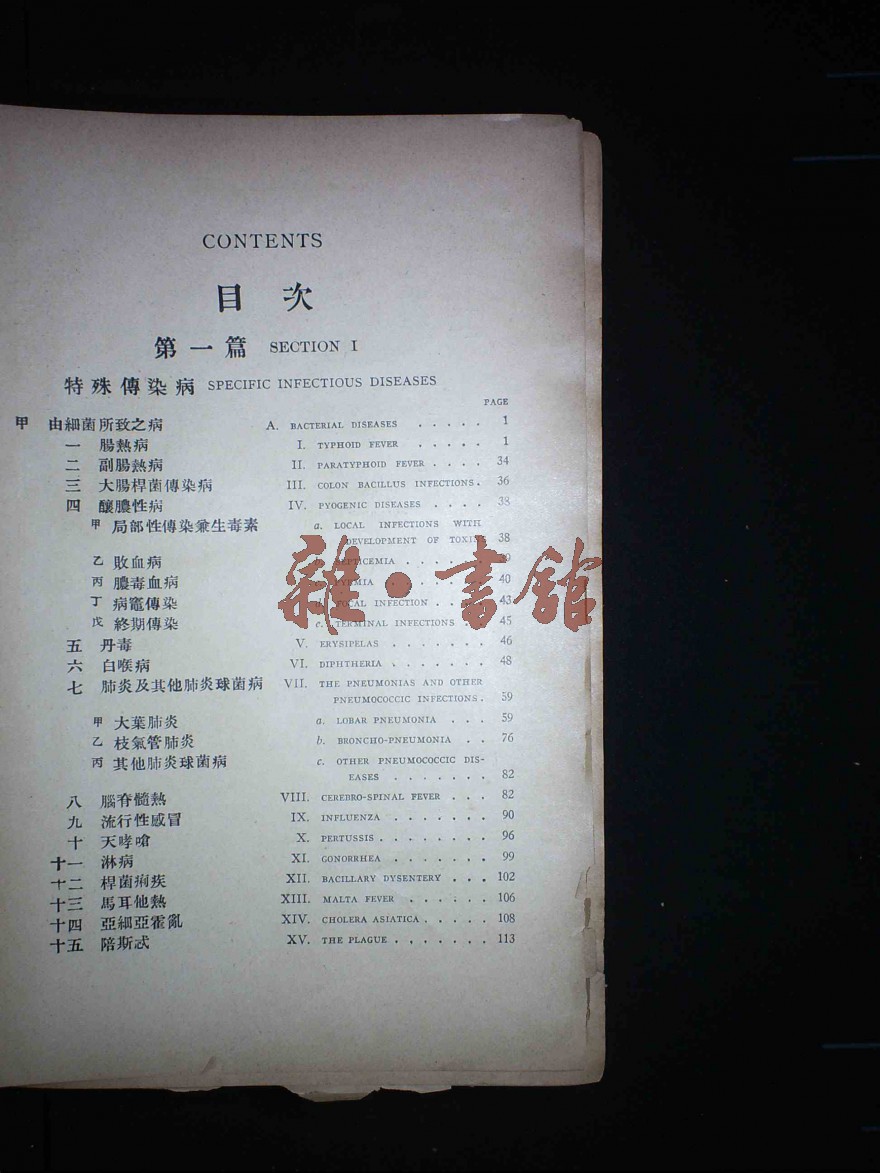 CONTENTS
目次
第一篇 SECTION I
特殊傳染病 SPECIFIC INFECTIOUS DISEASES
PAGE
甲 由細菌所致之病 A. BACTERIAL DISEASES . . . . . 1
一 腸熱病 I. TYPHOID FEVER . . . . . 1
二 副腸熱病 II. PARATYPHOID FEVER . . . . 34
三 大腸桿菌傳染病 III. COLON BACILLUS INFECTIONS . 36
四 釀膿性病 IV. PYOGENIC DISEASES . . . . 38
甲 局部性傳染兼生毒素 a. LOCAL INFECTIONS WITH
DEVELOPMENT OF 38
乙 敗血病
丙 膿毒血病 40
丁 病竈傳染 INFECTION . . . . 43
戊 終期傳染 e. TERMINAL INFECTIONS . . 45
五 丹毒 V. ERYSIPELAS . . . . . . . 46
六 白喉病 VI. DIPHTHERIA . . . . . . . 48
七 肺炎及其他肺炎球菌病 VII. THE PNEUMONIAS AND OTHER
PNEUMOCOCCIC INFECTIONS . 59
甲 大葉肺炎 a. LOBAR PNEUMONIA . . . 59
乙 枝氣管肺炎 b. BRONCHO-PNEUMONIA . . 76
丙 其他肺炎球菌病 c. OTHER PNEUMOCOCCIC DIS-
EASES . . . . . . . 82
八 腦脊髓熱 VIII. CEREBRO-SPINAL FEVER . . . 82
九 流行性感冒 IX. INFLUENZA . . . . . . . 90
十 天哮嗆 X. PERTUSSIS . . . . . . . 96
十一 淋病 XI. GONORRHEA . . . . . . . 99
十二 桿菌痢疾 XII. BACILLARY DYSENTERY . . . 102
十三 馬耳他熱 XIII. MALTA FEVER . . . . . . 106
十四 亞細亞霍亂 XIV. CHOLERA ASIATICA . . . . . 108
十五 陪斯忒 XV. THE PLAGUE . . . . . . . 113
雜·書館